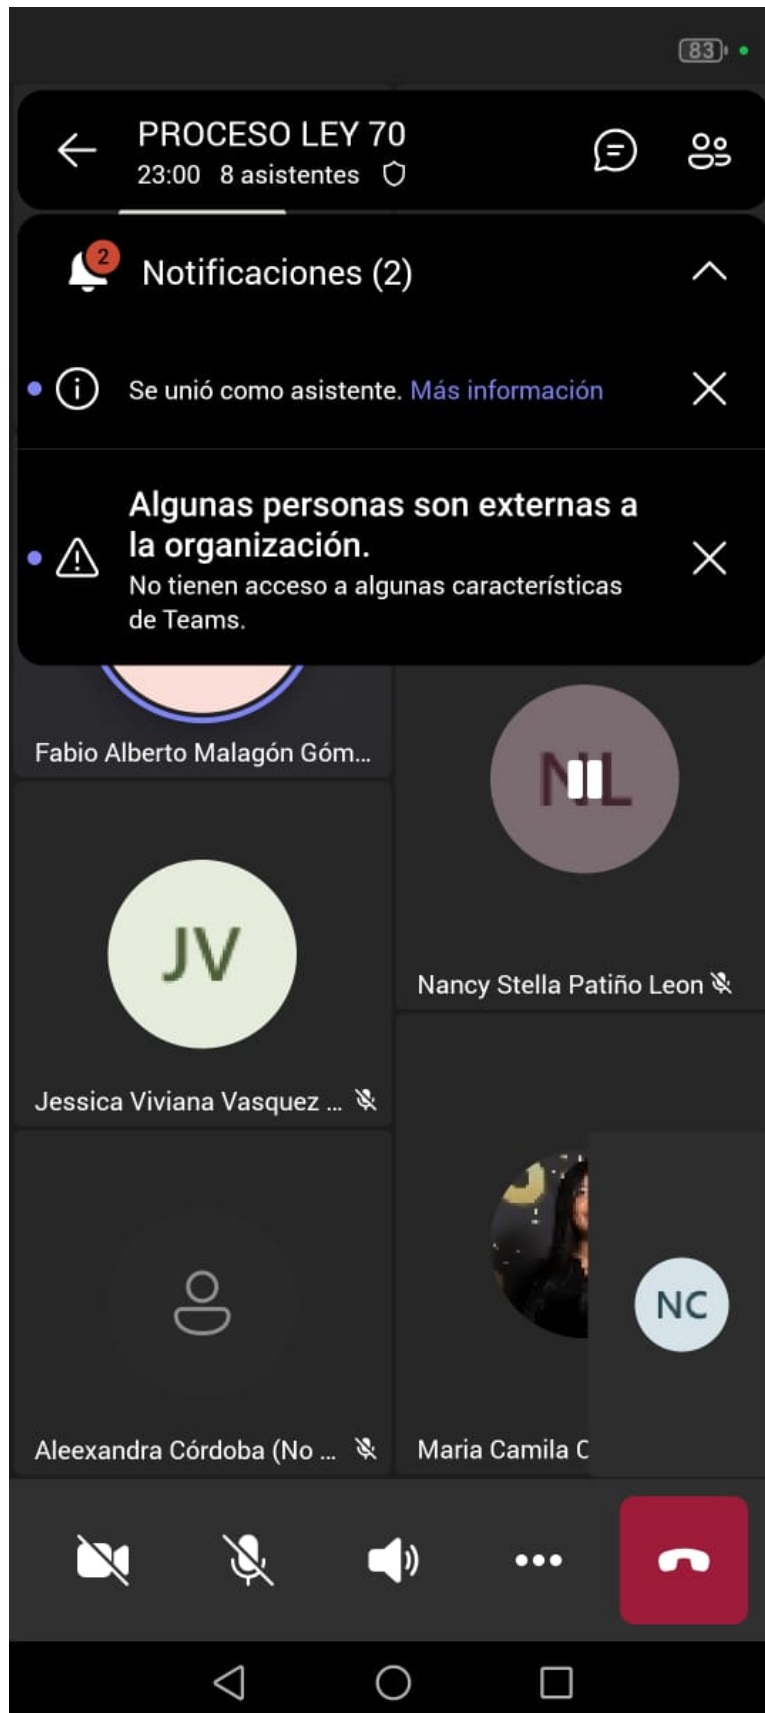 83
PROCESO LEY 70
23:00 8 asistentes
2
Notificaciones (2)
Se unió como asistente. Más información
Algunas personas son externas a
la organización.
No tienen acceso a algunas características
de Teams.
Fabio Alberto Malagón Góm...
NL
Nancy Stella Patiño Leon
JV
Jessica Viviana Vasquez ...
Aleexandra Córdoba (No ...
Maria Camila C
NC